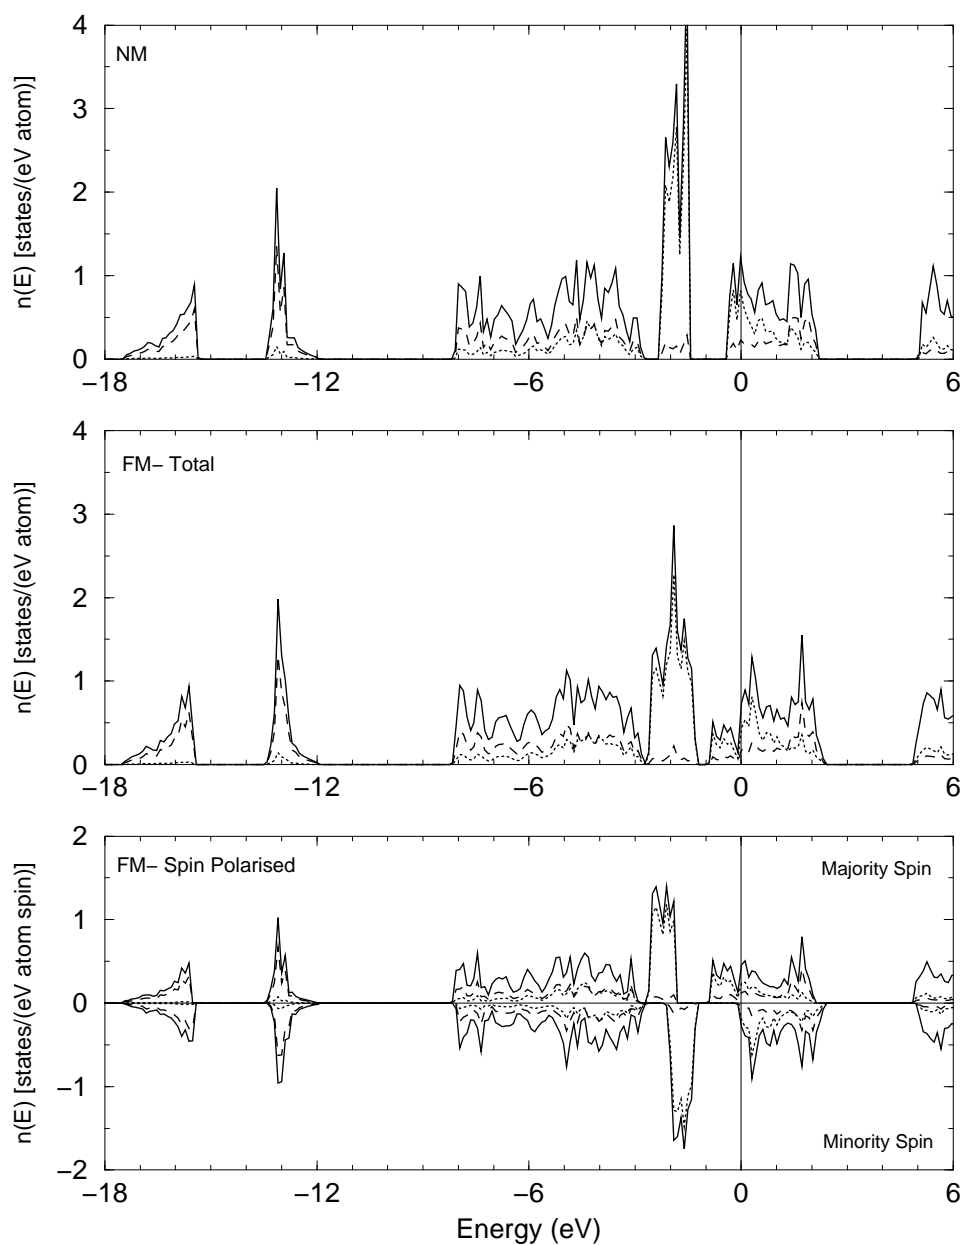 4
3
2
1
0
n(E) [states/(eV atom)]
NM
−18 −12 −6 0 6
4
3
2
1
0
n(E) [states/(eV atom)]
FM− Total
−18 −12 −6 0 6
2
1
0
−1
−2
n(E) [states/(eV atom spin)]
FM− Spin Polarised
Majority Spin
Minority Spin
−18 −12 −6 0 6
Energy (eV)